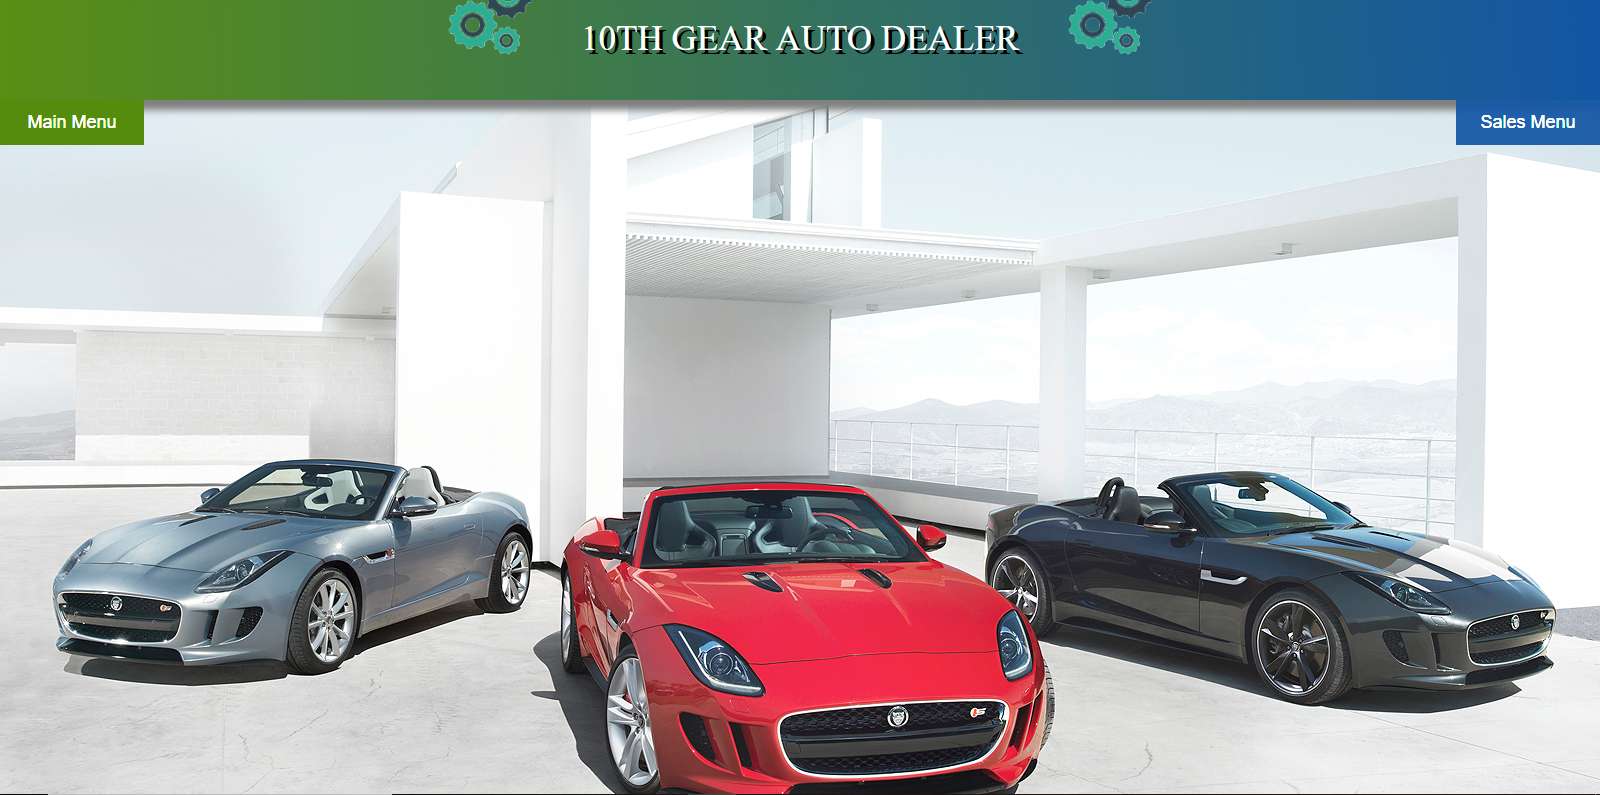 10TH GEAR AUTO DEALER
Main Menu
Sales Menu